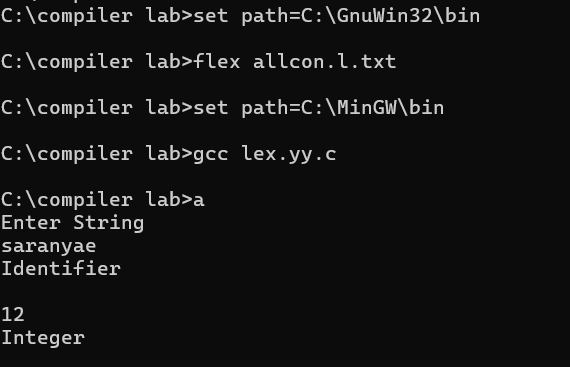 C:\compiler lab>set path=C:\GnuWin32\bin
C:\compiler lab>flex allcon.l.txt
C:\compiler lab>set path=C:\MinGW\bin
C:\compiler lab>gcc lex.yy.c
C:\compiler lab>a
Enter String
saranyae
Identifier
12
Integer